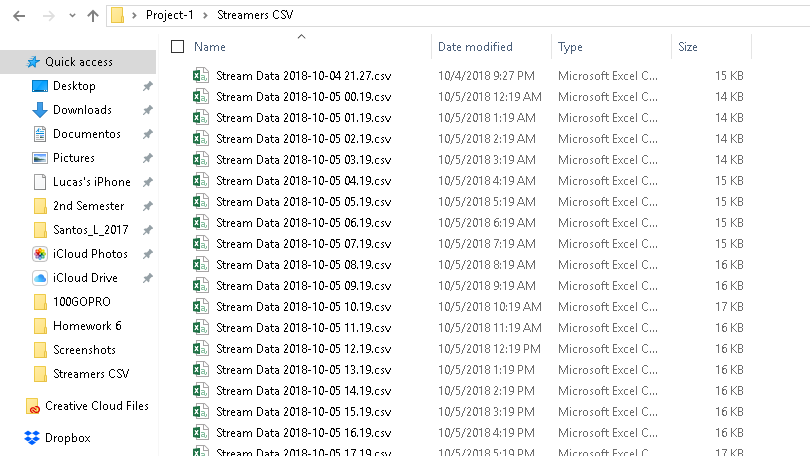 Project-1 > Streamers CSV
Name Date modified Type Size
Quick access
Desktop
Downloads
Documentos
Pictures
Lucas's iPhone
2nd Semester
Santos_L_2017
iCloud Photos
iCloud Drive
100GOPRO
Homework 6
Screenshots
Streamers CSV
Creative Cloud Files
Dropbox
Stream Data 2018-10-04 21.27.csv 10/4/2018 9:27 PM Microsoft Excel C... 15 KB
Stream Data 2018-10-05 00.19.csv 10/5/2018 12:19 AM Microsoft Excel C... 14 KB
Stream Data 2018-10-05 01.19.csv 10/5/2018 1:19 AM Microsoft Excel C... 14 KB
Stream Data 2018-10-05 02.19.csv 10/5/2018 2:19 AM Microsoft Excel C... 14 KB
Stream Data 2018-10-05 03.19.csv 10/5/2018 3:19 AM Microsoft Excel C... 14 KB
Stream Data 2018-10-05 04.19.csv 10/5/2018 4:19 AM Microsoft Excel C... 15 KB
Stream Data 2018-10-05 05.19.csv 10/5/2018 5:19 AM Microsoft Excel C... 15 KB
Stream Data 2018-10-05 06.19.csv 10/5/2018 6:19 AM Microsoft Excel C... 15 KB
Stream Data 2018-10-05 07.19.csv 10/5/2018 7:19 AM Microsoft Excel C... 15 KB
Stream Data 2018-10-05 08.19.csv 10/5/2018 8:19 AM Microsoft Excel C... 16 KB
Stream Data 2018-10-05 09.19.csv 10/5/2018 9:19 AM Microsoft Excel C... 16 KB
Stream Data 2018-10-05 10.19.csv 10/5/2018 10:19 AM Microsoft Excel C... 17 KB
Stream Data 2018-10-05 11.19.csv 10/5/2018 11:19 AM Microsoft Excel C... 16 KB
Stream Data 2018-10-05 12.19.csv 10/5/2018 12:19 PM Microsoft Excel C... 16 KB
Stream Data 2018-10-05 13.19.csv 10/5/2018 1:19 PM Microsoft Excel C... 16 KB
Stream Data 2018-10-05 14.19.csv 10/5/2018 2:19 PM Microsoft Excel C... 16 KB
Stream Data 2018-10-05 15.19.csv 10/5/2018 3:19 PM Microsoft Excel C... 16 KB
Stream Data 2018-10-05 16.19.csv 10/5/2018 4:19 PM Microsoft Excel C... 16 KB
Stream Data 2018-10-05 17.19.csv 10/5/2018 5:19 PM Microsoft Excel C... 17 KB